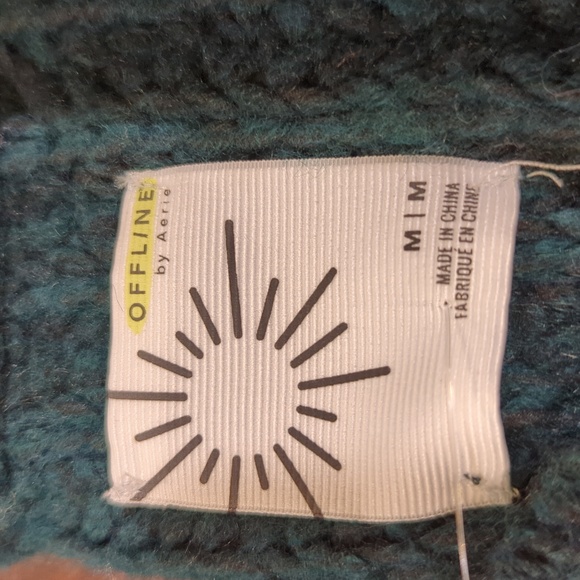 OFFLINE
by Aerie
M | M
MADE IN CHINA
FABRIQUÉ EN CHINE